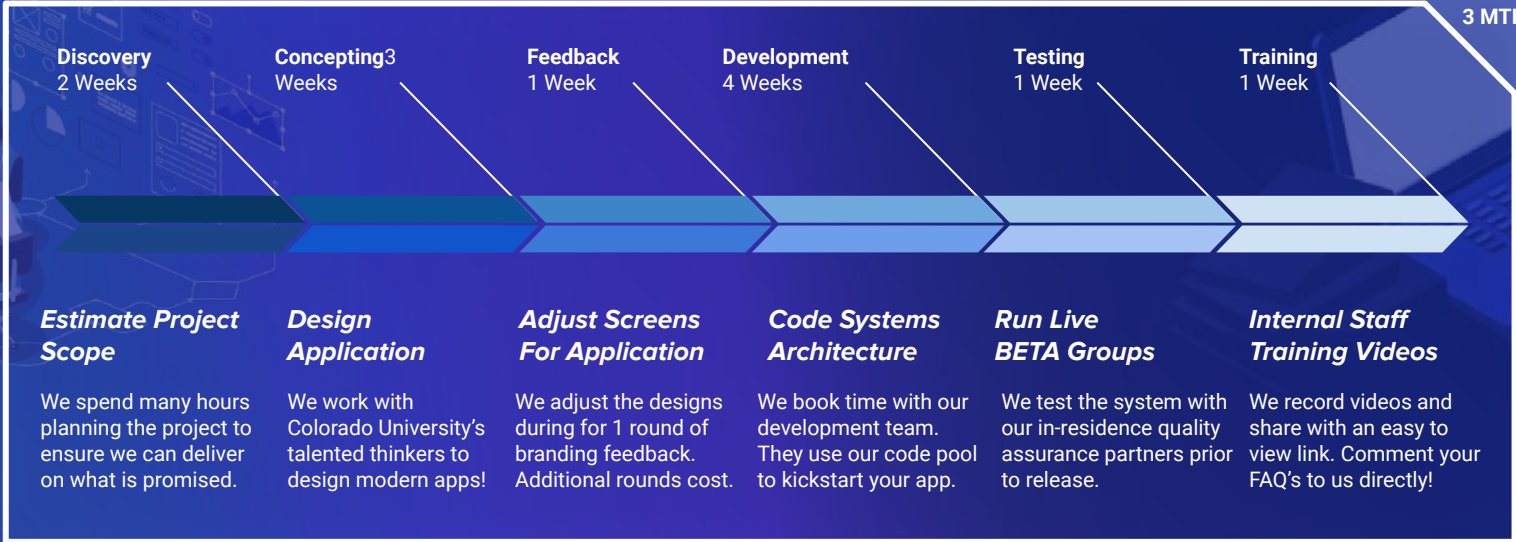 3 MTH
Discovery
2 Weeks
Concepting3
Weeks
Feedback
1 Week
Development
4 Weeks
Testing
1 Week
Training
1 Week
Estimate Project
Scope
We spend many hours
planning the project to
ensure we can deliver
on what is promised.
Design
Application
We work with
Colorado University’s
talented thinkers to
design modern apps!
Adjust Screens
For Application
We adjust the designs
during for 1 round of
branding feedback.
Additional rounds cost.
Code Systems
Architecture
We book time with our
development team.
They use our code pool
to kickstart your app.
Run Live
BETA Groups
We test the system with
our in-residence quality
assurance partners prior
to release.
Internal Staff
Training Videos
We record videos and
share with an easy to
view link. Comment your
FAQ’s to us directly!